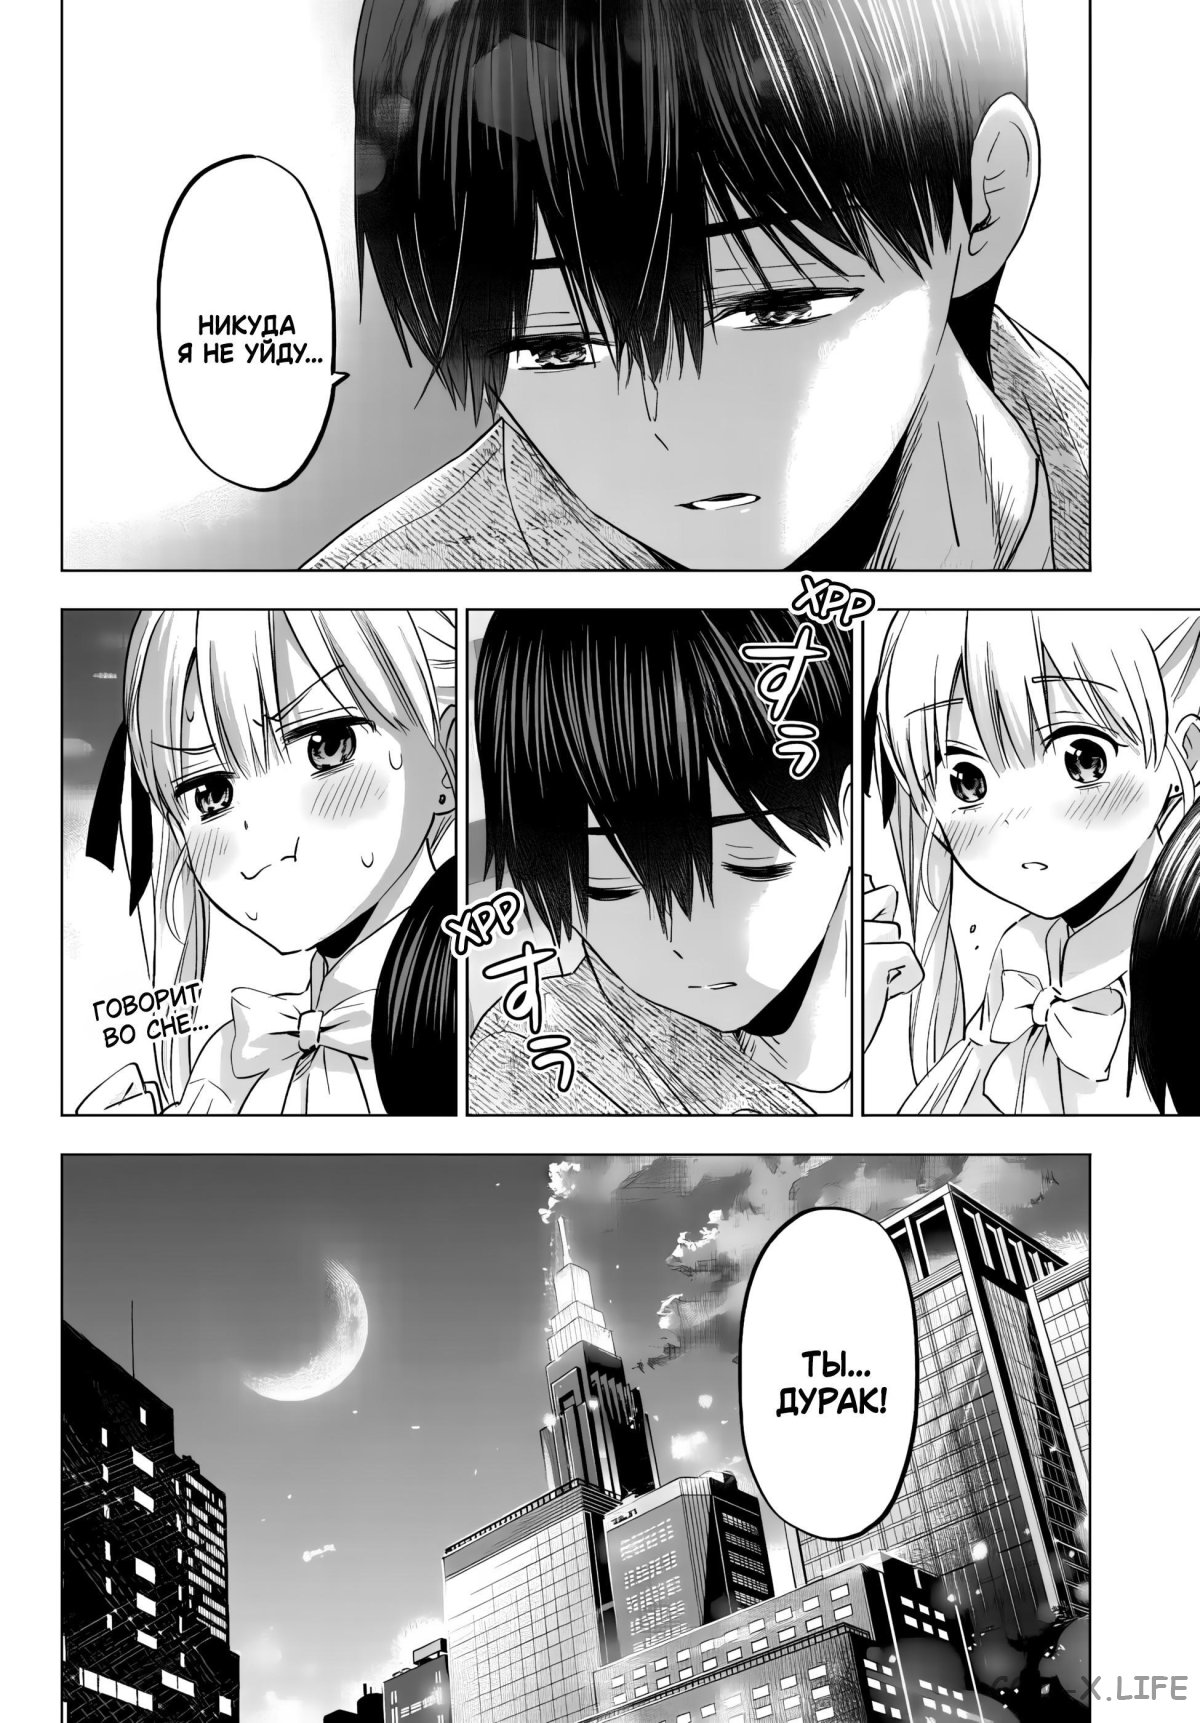 НИКУДА
Я НЕ УЙДУ...
ХРР
すぅ
ХРР
すぅ
ГОВОРИТ
ВО СНЕ...
ТЫ...
ДУРАК!